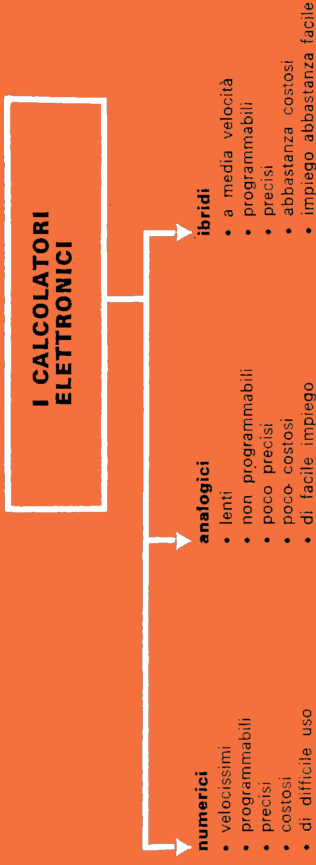 I CALCOLATORI
ELETTRONICI
numerici
• velocissimi
• programmabili
• precisi
• costosi
• di difficile uso
analogici
• lenti
• non programmabili
• poco precisi
• poco costosi
• di facile impiego
ibridi
• a media velocità
• programmabili
• precisi
• abbastanza costosi
• impiego abbastanza facile